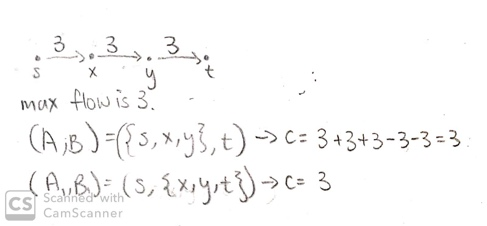 3 3 3
s x y t
max flow is 3.
(A,B)=({s,x,y},t) → C= 3+3+3-3-3=3
(A,,B,)= (s, {x,y,t}) → C= 3
CS Scanned with
CamScanner